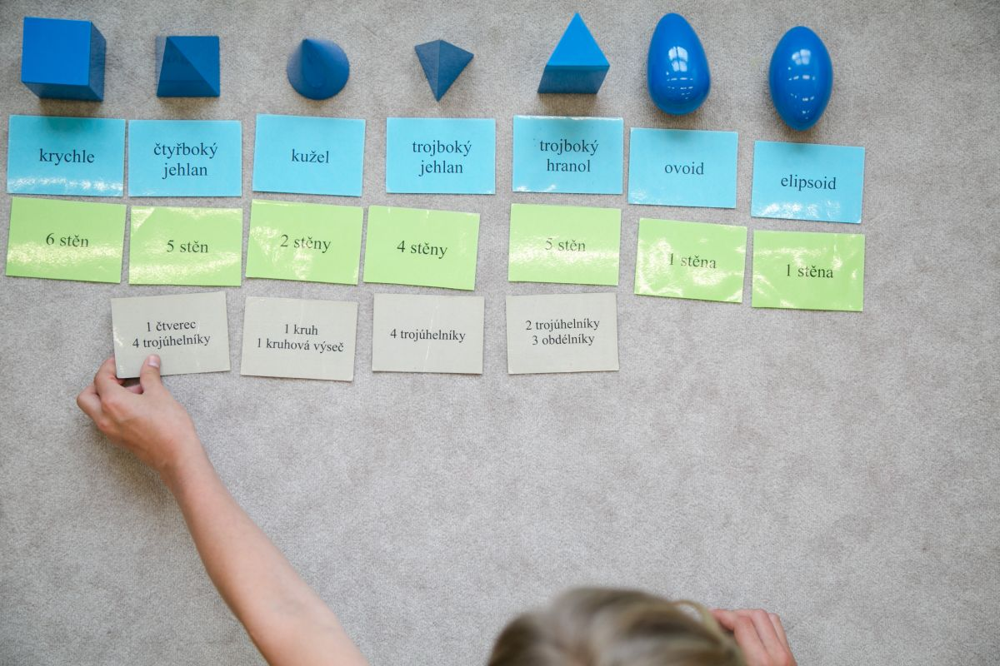 krychle
čtyřboký
jehlan
kužel
trojboký
jehlan
trojboký
hranol
ovoid
elipsoid
6 stěn
5 stěn
2 stěny
4 stěny
5 stěn
1 stěna
1 stěna
1 čtverec
4 trojúhelníky
1 kruh
1 kruhová výseč
4 trojúhelníky
2 trojúhelníky
3 obdélníky